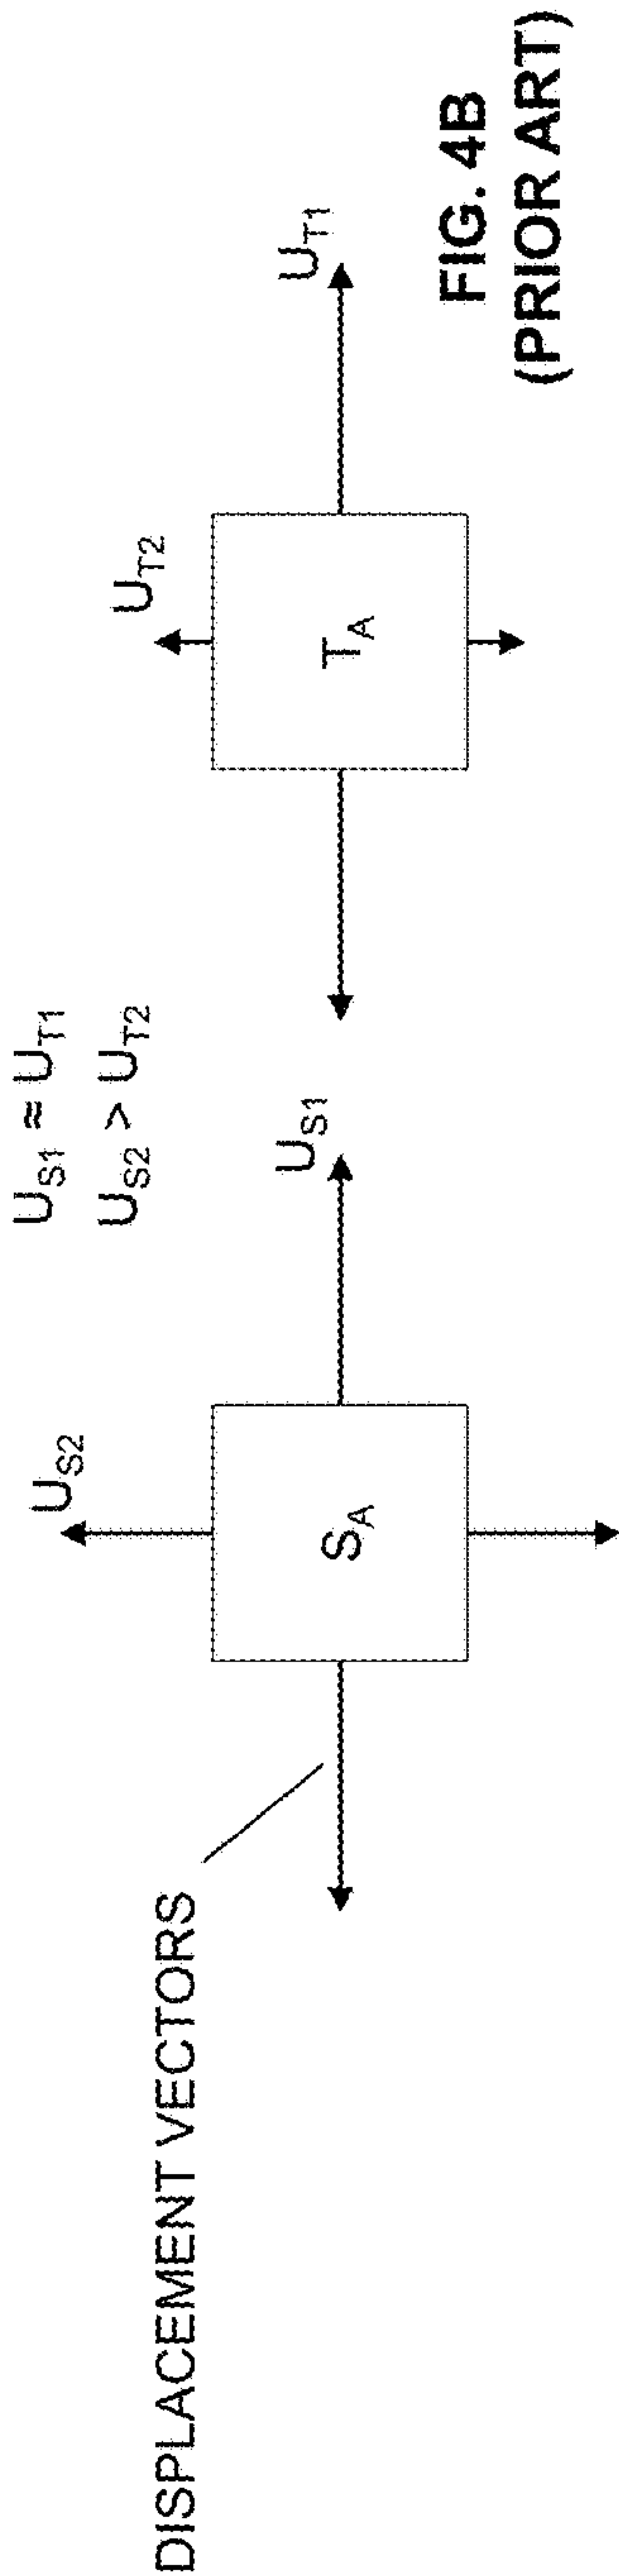 U_S1 ≈ U_T1
U_S2 > U_T2
DISPLACEMENT VECTORS
U_S2
U_S1
S_A
U_T2
U_T1
T_A
FIG. 4B
(PRIOR ART)